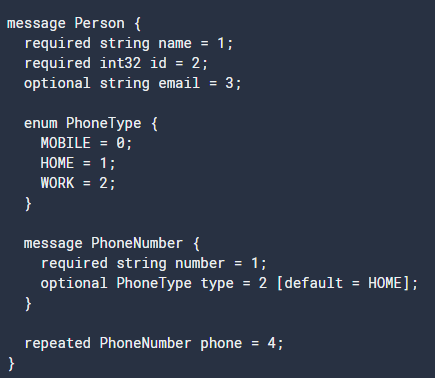 message Person {
  required string name = 1;
  required int32 id = 2;
  optional string email = 3;

  enum PhoneType {
    MOBILE = 0;
    HOME = 1;
    WORK = 2;
  }

  message PhoneNumber {
    required string number = 1;
    optional PhoneType type = 2 [default = HOME];
  }

  repeated PhoneNumber phone = 4;
}